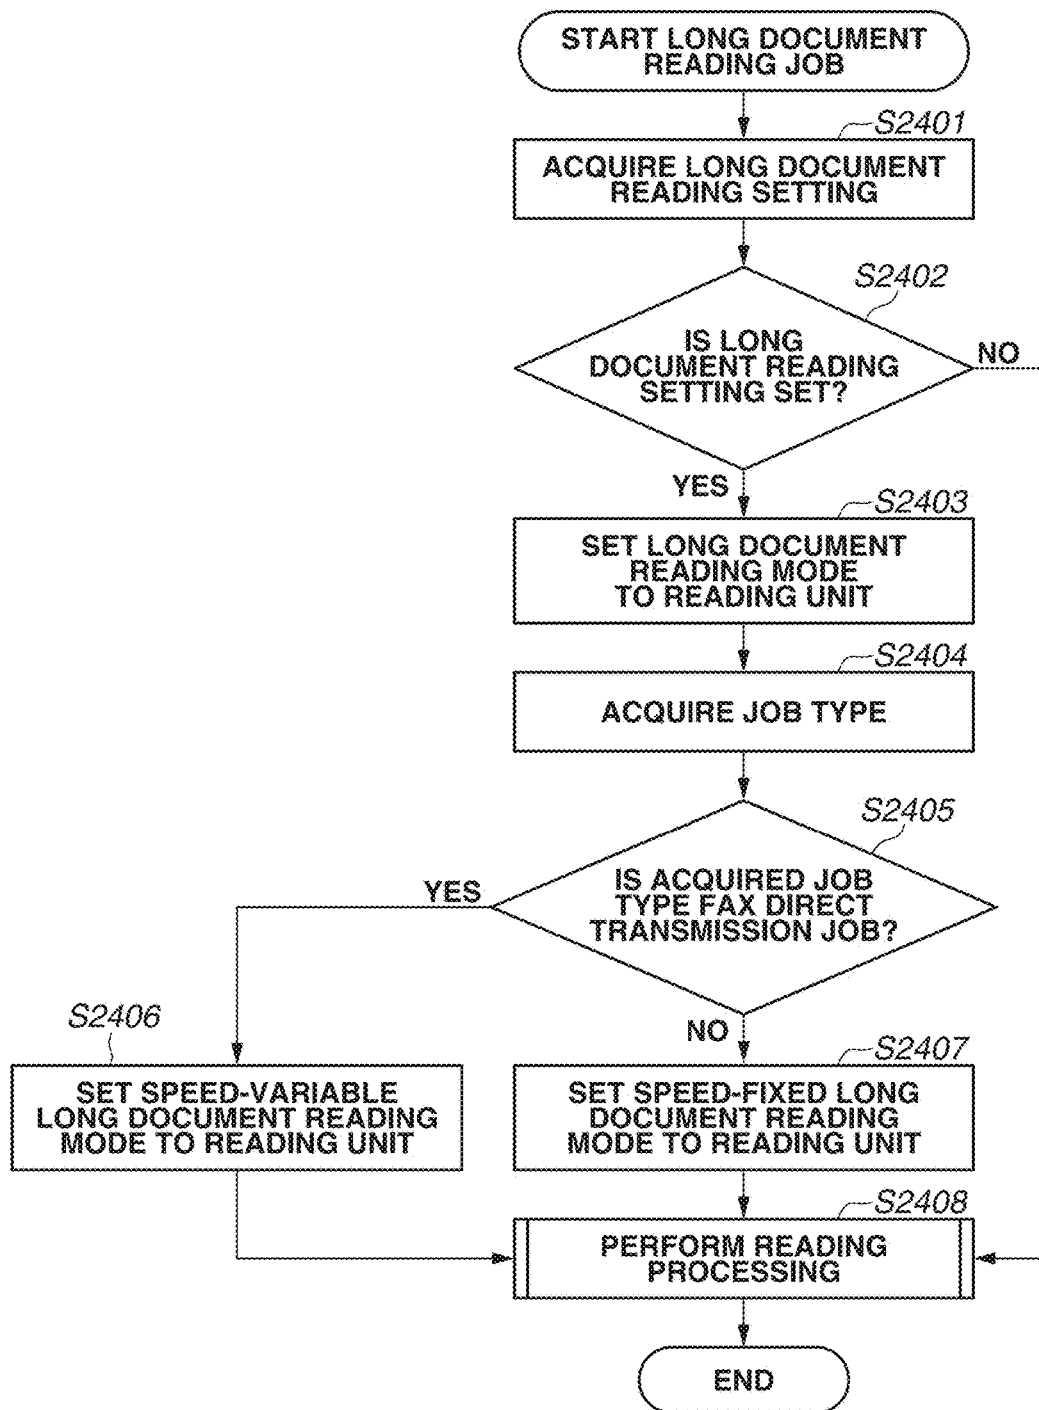 START LONG DOCUMENT
READING JOB
S2401
ACQUIRE LONG DOCUMENT
READING SETTING
S2402
IS LONG
DOCUMENT READING
SETTING SET?
NO
YES
S2403
SET LONG DOCUMENT
READING MODE
TO READING UNIT
S2404
ACQUIRE JOB TYPE
S2405
IS ACQUIRED JOB
TYPE FAX DIRECT
TRANSMISSION JOB?
YES
NO
S2406
SET SPEED-VARIABLE
LONG DOCUMENT READING
MODE TO READING UNIT
S2407
SET SPEED-FIXED LONG
DOCUMENT READING
MODE TO READING UNIT
S2408
PERFORM READING
PROCESSING
END